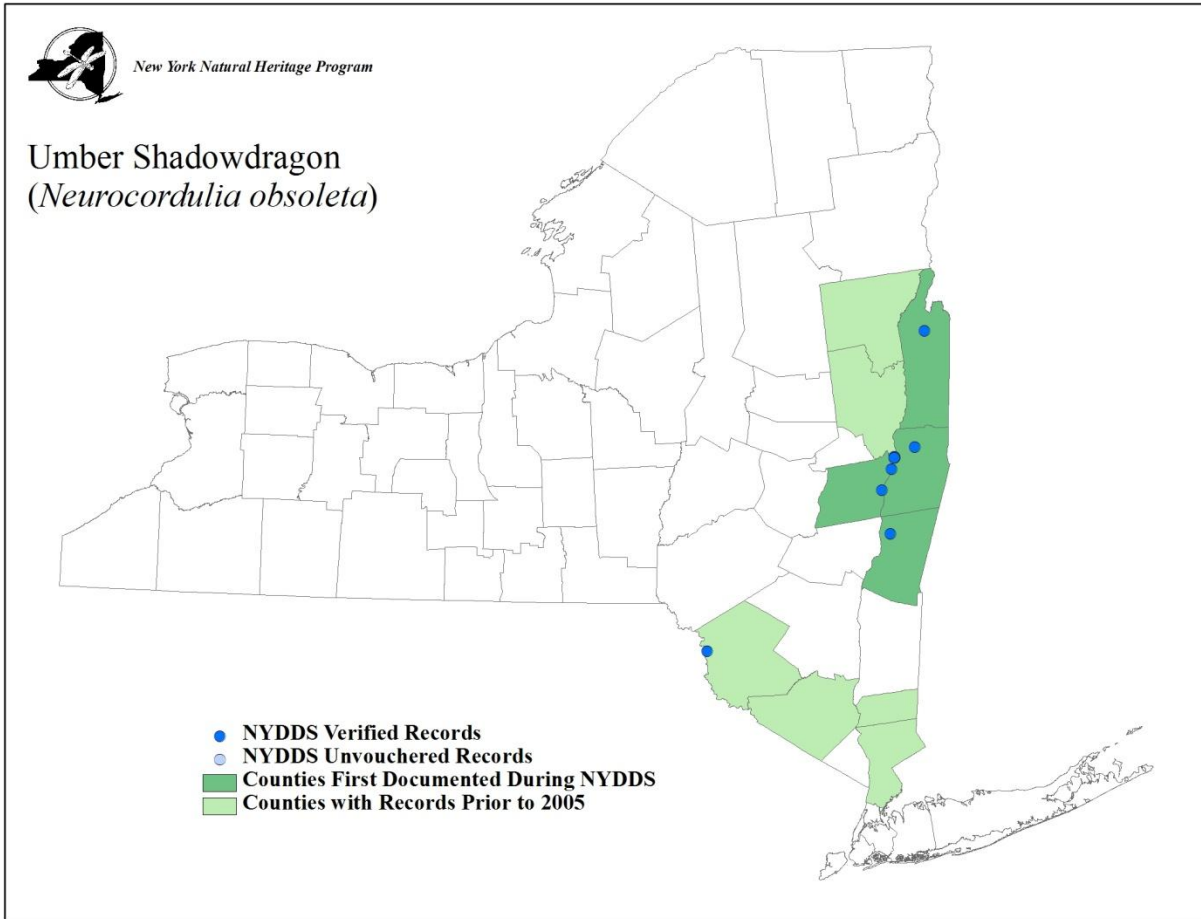 New York Natural Heritage Program
Umber Shadowdragon
(Neurocordulia obsoleta)
NYDDS Verified Records
NYDDS Unvouchered Records
Counties First Documented During NYDDS
Counties with Records Prior to 2005